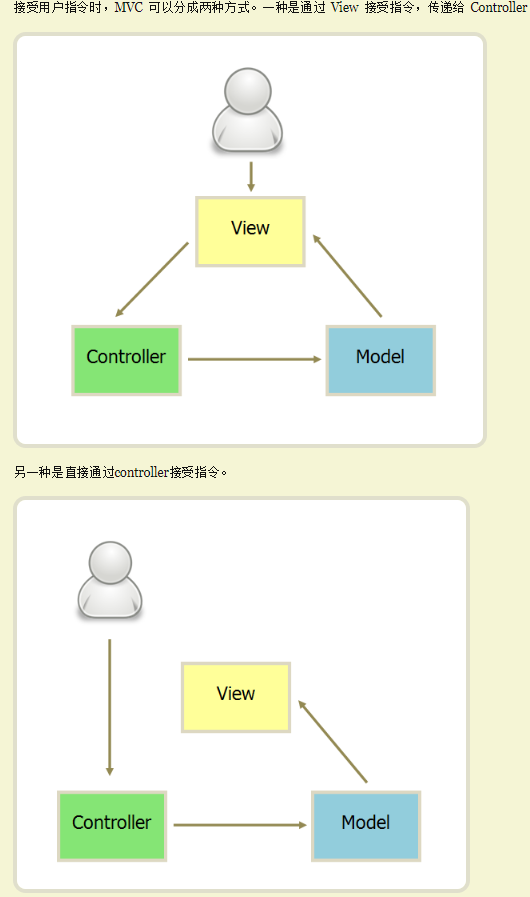 接受用户指令时，MVC 可以分成两种方式。一种是通过 View 接受指令，传递给 Controller
View
Controller
Model
另一种是直接通过controller接受指令。
View
Controller
Model